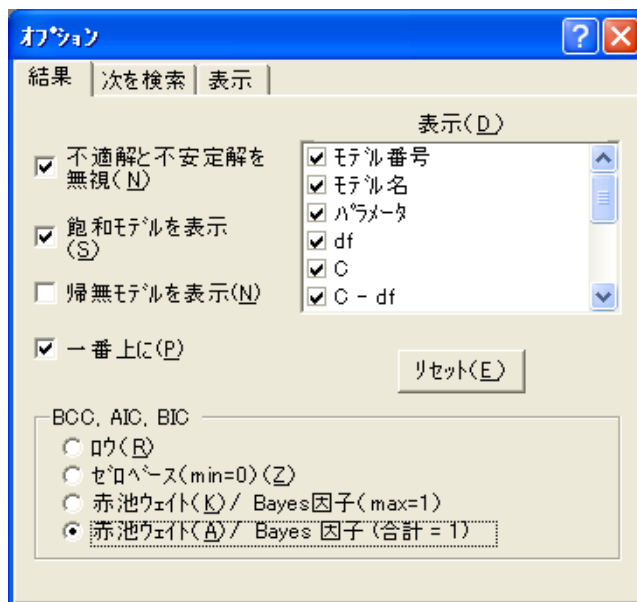 オプション
結果 次を検索 表示
表示(D)
不適解と不安定解を
無視(N)
飽和モデルを表示
(S)
帰無モデルを表示(N)
一番上に(P)
モデル番号
モデル名
パラメータ
df
C
C - df
リセット(E)
BCC, AIC, BIC
ロウ(R)
ゼロベース(min=0)(Z)
赤池ウェイト(K)/ Bayes因子(max=1)
赤池ウェイト(A)/ Bayes 因子 (合計 = 1)